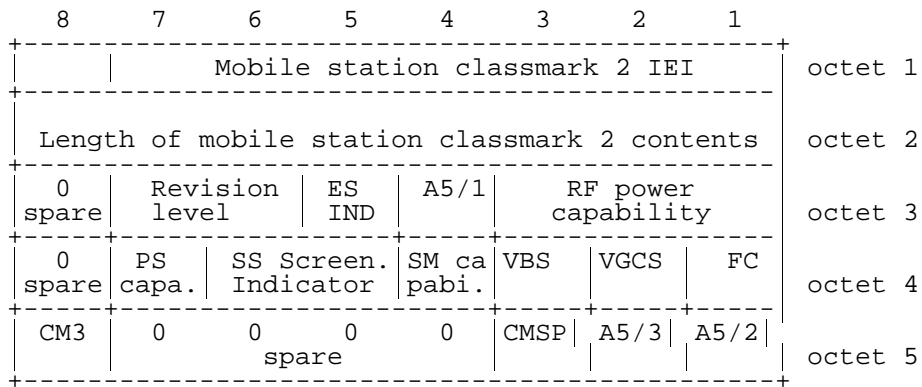 8 7 6 5 4 3 2 1
Mobile station classmark 2 IEI octet 1
Length of mobile station classmark 2 contents octet 2
0 Revision ES A5/1 RF power
spare level IND capability octet 3
0 PS SS Screen. SM ca VBS VGCS FC
spare capa. Indicator pabi. octet 4
CM3 0 0 0 0 CMSP A5/3 A5/2
spare octet 5